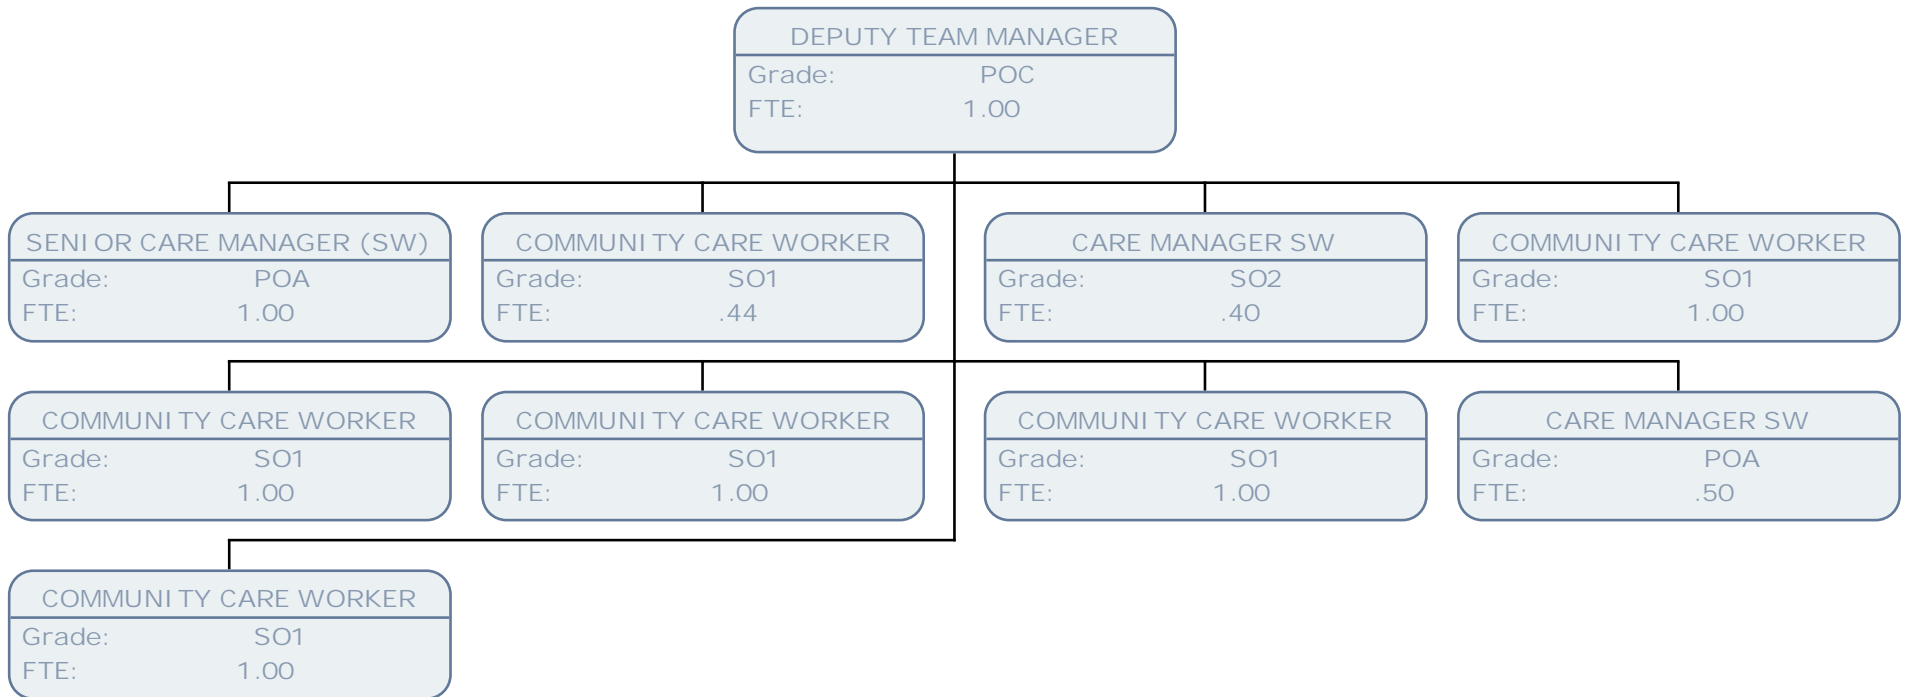 DEPUTY TEAM MANAGER
Grade: POC
FTE: 1.00
SENIOR CARE MANAGER (SW)
Grade: POA
FTE: 1.00
COMMUNITY CARE WORKER
Grade: SO1
FTE: .44
CARE MANAGER SW
Grade: SO2
FTE: .40
COMMUNITY CARE WORKER
Grade: SO1
FTE: 1.00
COMMUNITY CARE WORKER
Grade: SO1
FTE: 1.00
COMMUNITY CARE WORKER
Grade: SO1
FTE: 1.00
COMMUNITY CARE WORKER
Grade: SO1
FTE: 1.00
CARE MANAGER SW
Grade: POA
FTE: .50
COMMUNITY CARE WORKER
Grade: SO1
FTE: 1.00